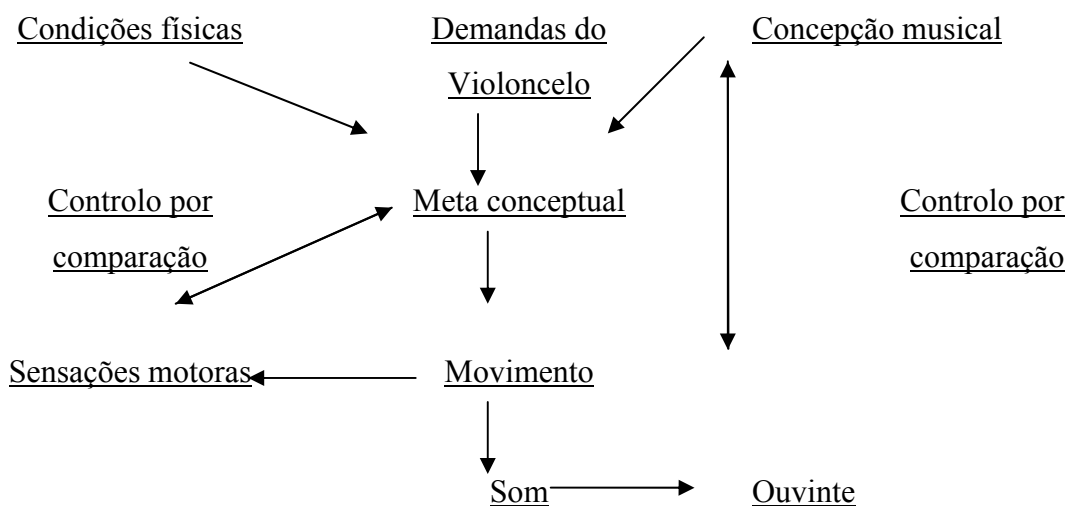 Condições físicas
Demandas do
Violoncelo
Concepção musical
Controlo por
comparação
Meta conceptual
Controlo por
comparação
Sensações motoras
Movimento
Som
Ouvinte